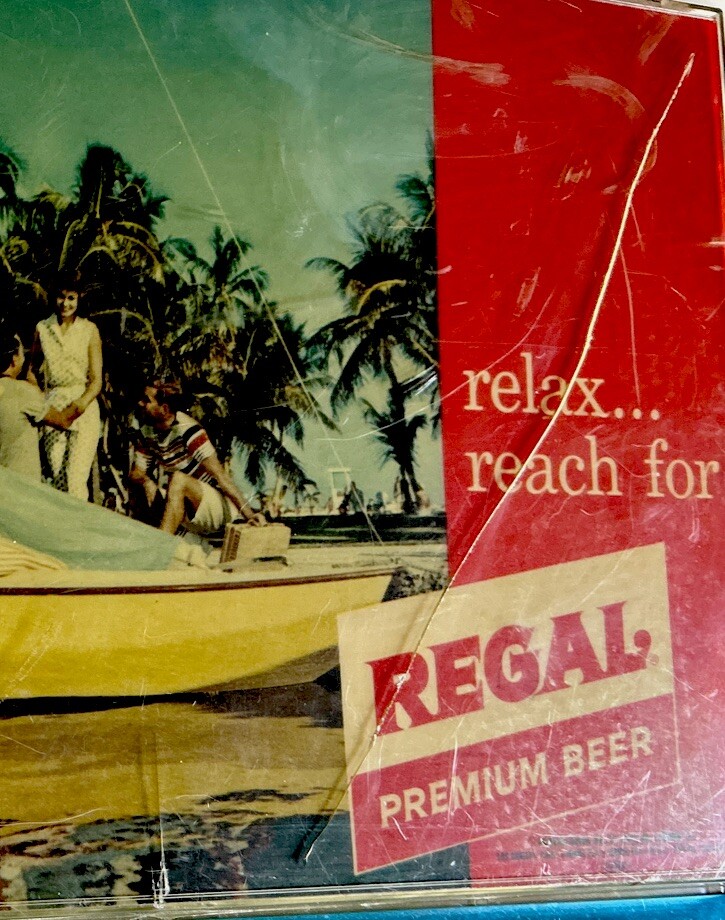 relax...
reach for
REGAL
PREMIUM BEER